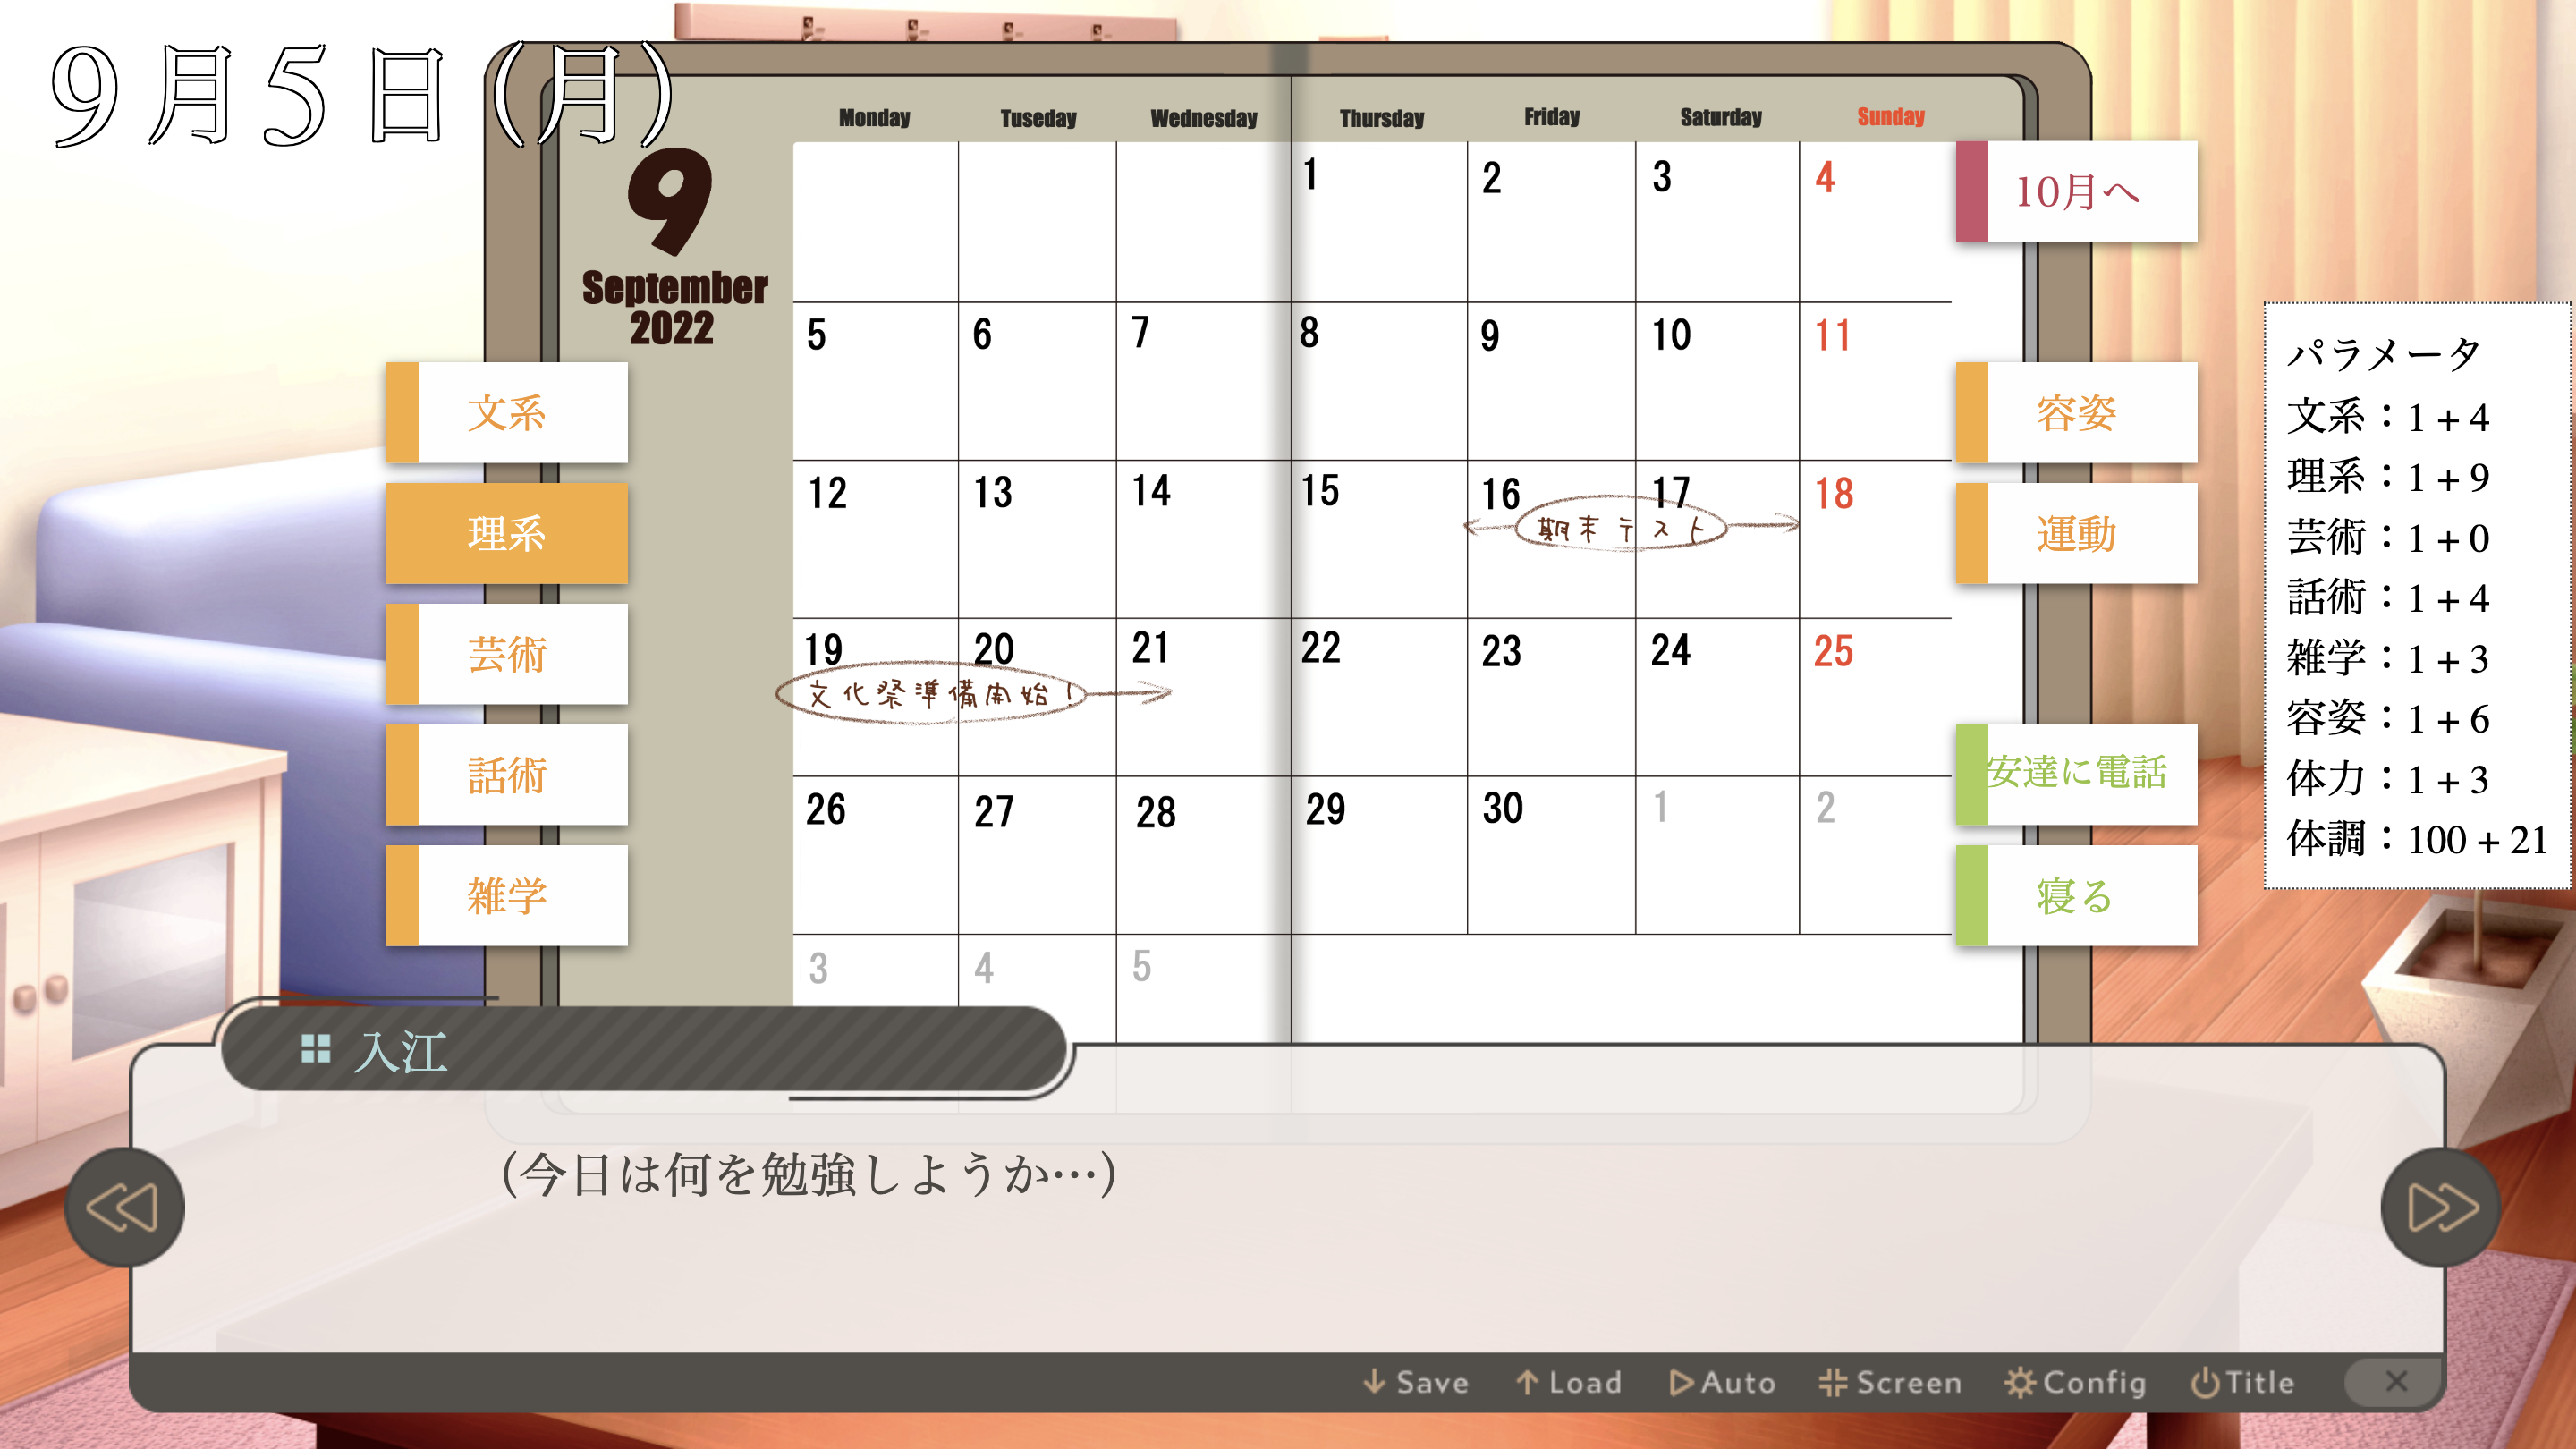 9月5日(月)
Monday Tuseday Wednesday Thursday Friday Saturday Sunday
9
September
2022
1 2 3 4
5 6 7 8 9 10 11
12 13 14 15 16 17 18
期末テスト
19 20 21 22 23 24 25
文化祭準備開始!
26 27 28 29 30 1 2
3 4 5
文系
理系
芸術
話術
雑学
10月へ
容姿
運動
安達に電話
寝る
パラメータ
文系：1 + 4
理系：1 + 9
芸術：1 + 0
話術：1 + 4
雑学：1 + 3
容姿：1 + 6
体力：1 + 3
体調：100 + 21
入江
(今日は何を勉強しようか…)
Save Load Auto Screen Config Title